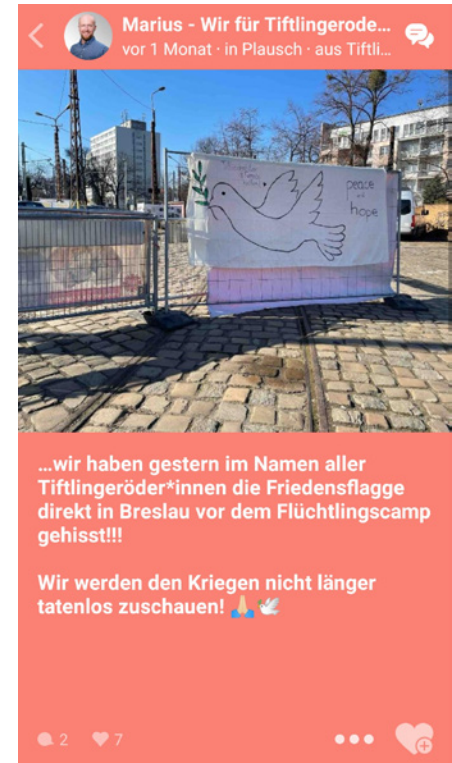 Marius - Wir für Tiftlingerode...
vor 1 Monat · in Plausch · aus Tiftli...
peace
and
hope
...wir haben gestern im Namen aller
Tiftlingeröder*innen die Friedensflagge
direkt in Breslau vor dem Flüchtlingscamp
gehisst!!!
Wir werden den Kriegen nicht länger
tatenlos zuschauen! 🙏🏼🕊️
2
7